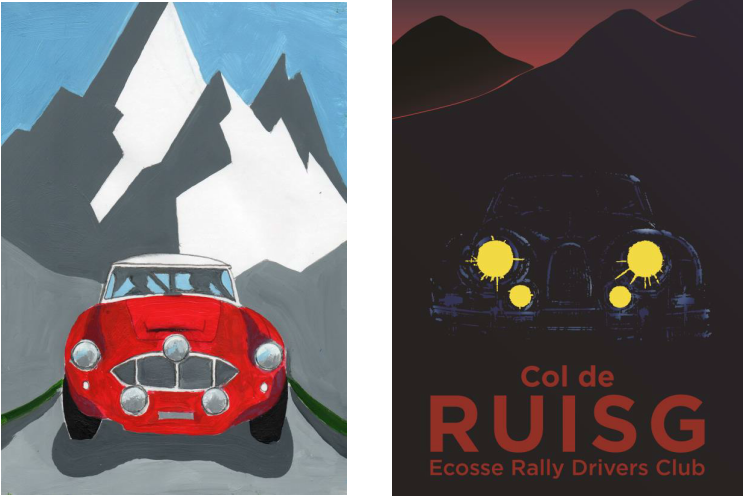 Col de
RUISG
Ecosse Rally Drivers Club